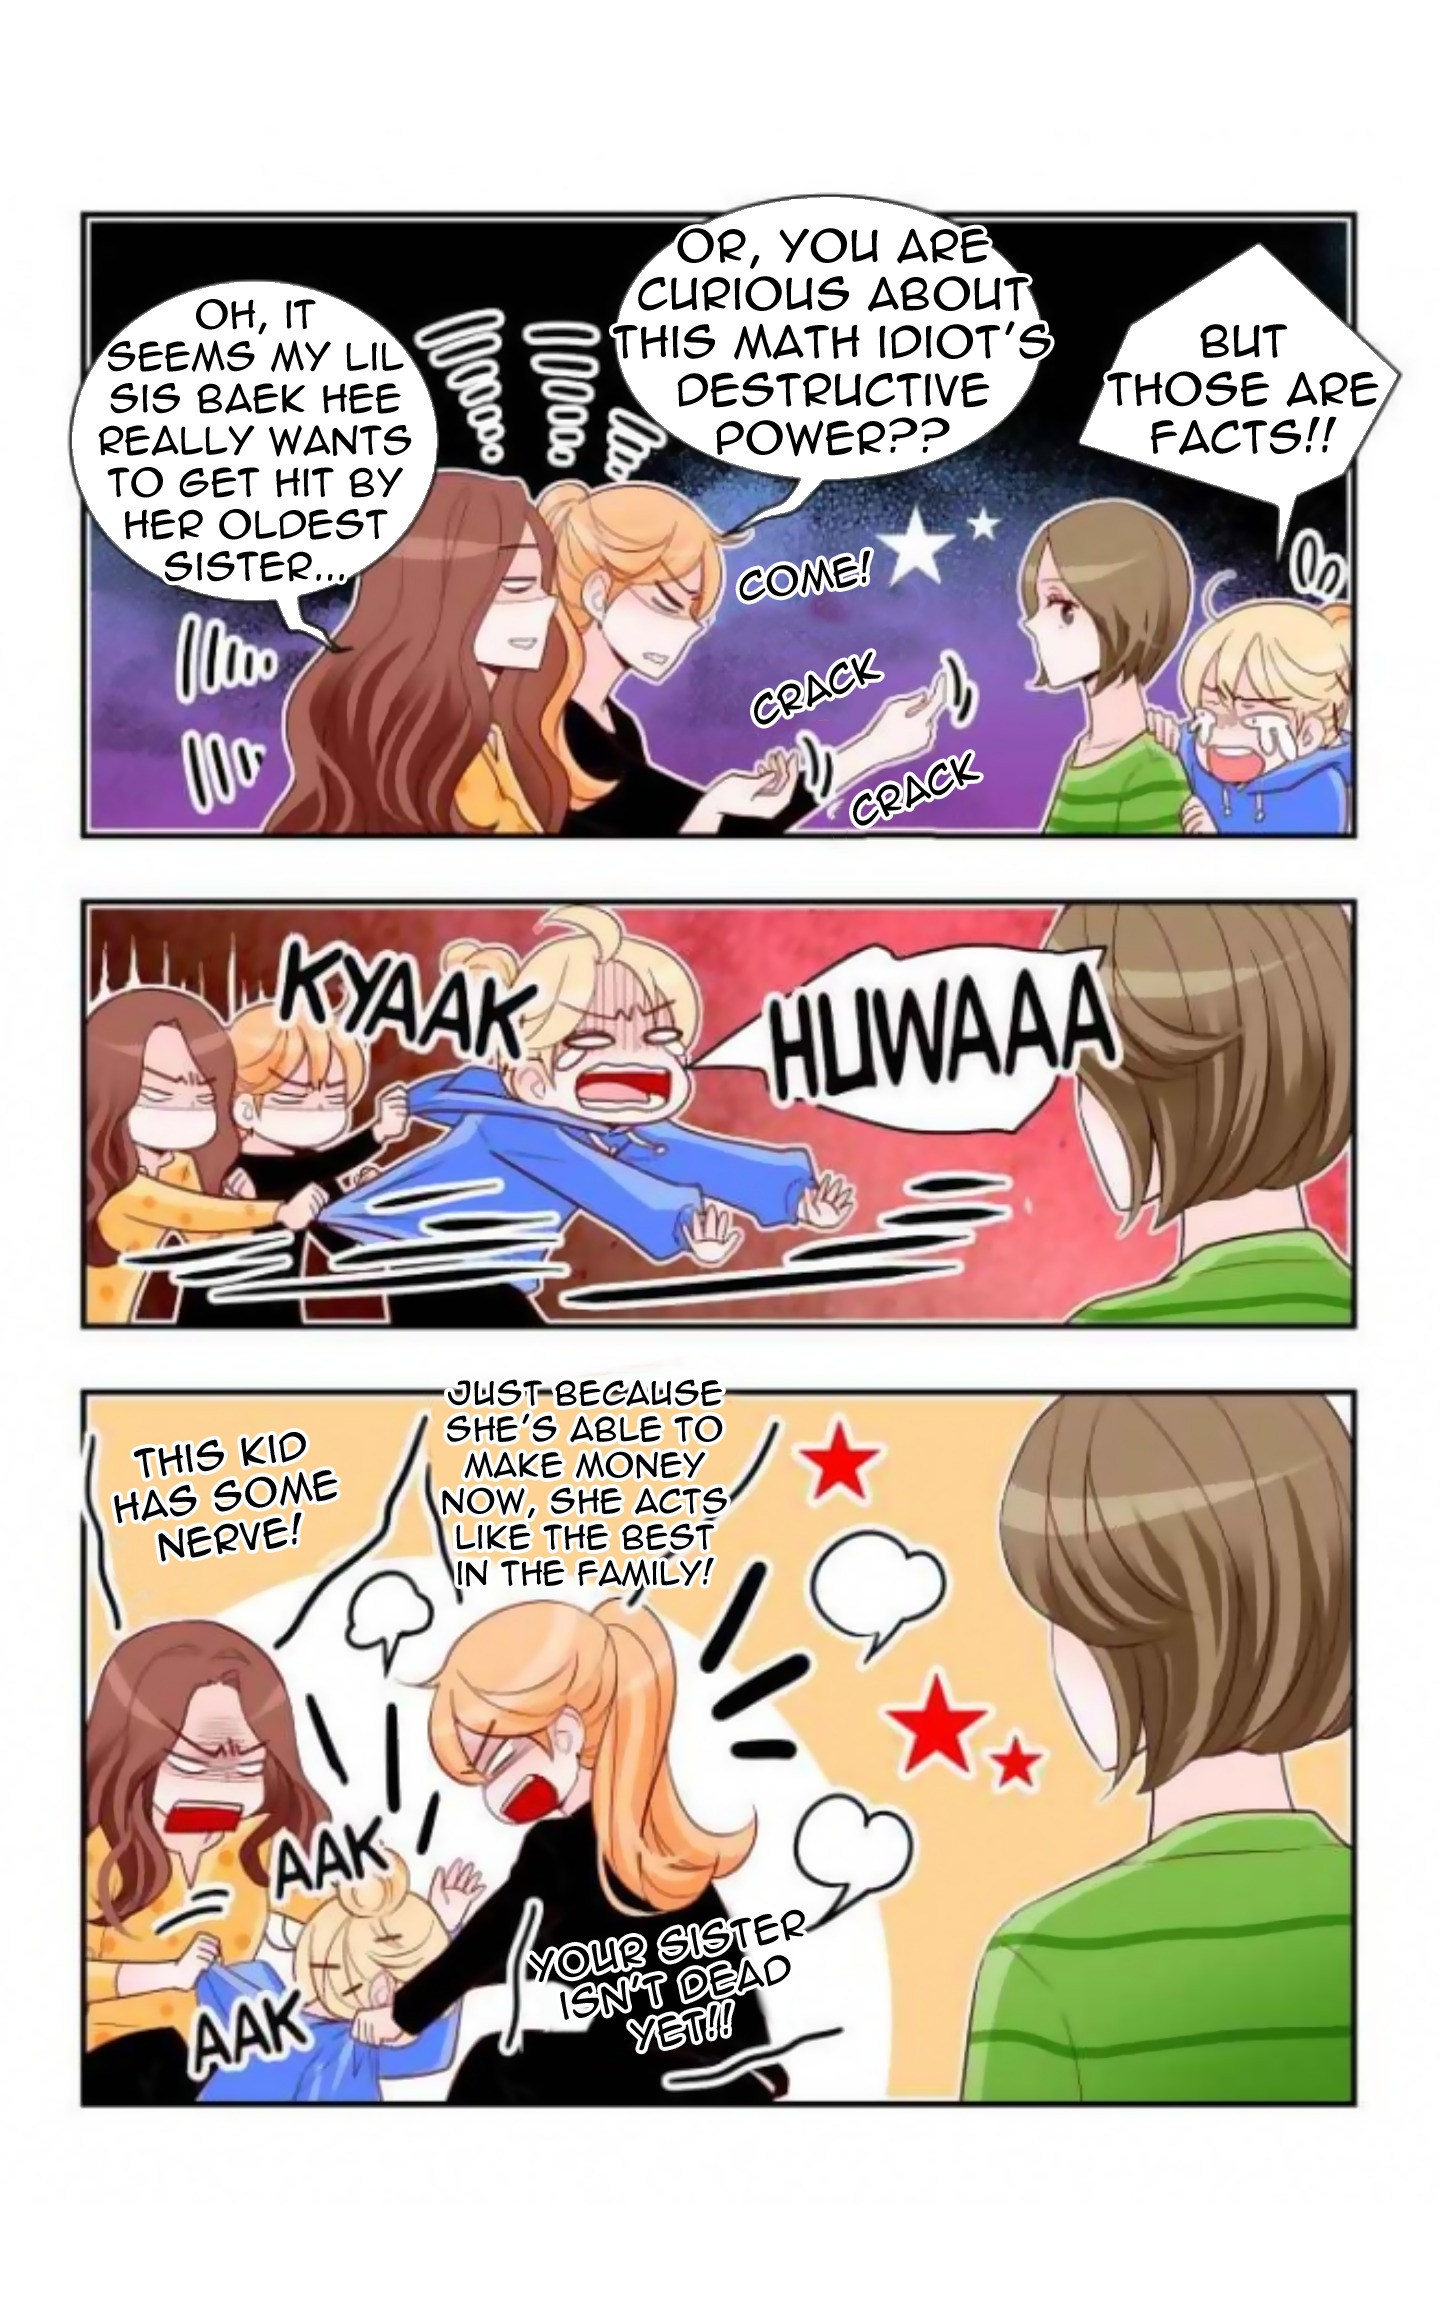 OH, IT
SEEMS MY LIL
SIS BAEK HEE
REALLY WANTS
TO GET HIT BY
HER OLDEST
SISTER...
OR, YOU ARE
CURIOUS ABOUT
THIS MATH IDIOT'S
DESTRUCTIVE
POWER??
BUT
THOSE ARE
FACTS!!
COME!
CRACK
CRACK
KYAAK
HUWAAA
THIS KID
HAS SOME
NERVE!
JUST BECAUSE
SHE'S ABLE TO
MAKE MONEY
NOW, SHE ACTS
LIKE THE BEST
IN THE FAMILY!
AAK
AAK
YOUR SISTER
ISN'T DEAD
YET!!